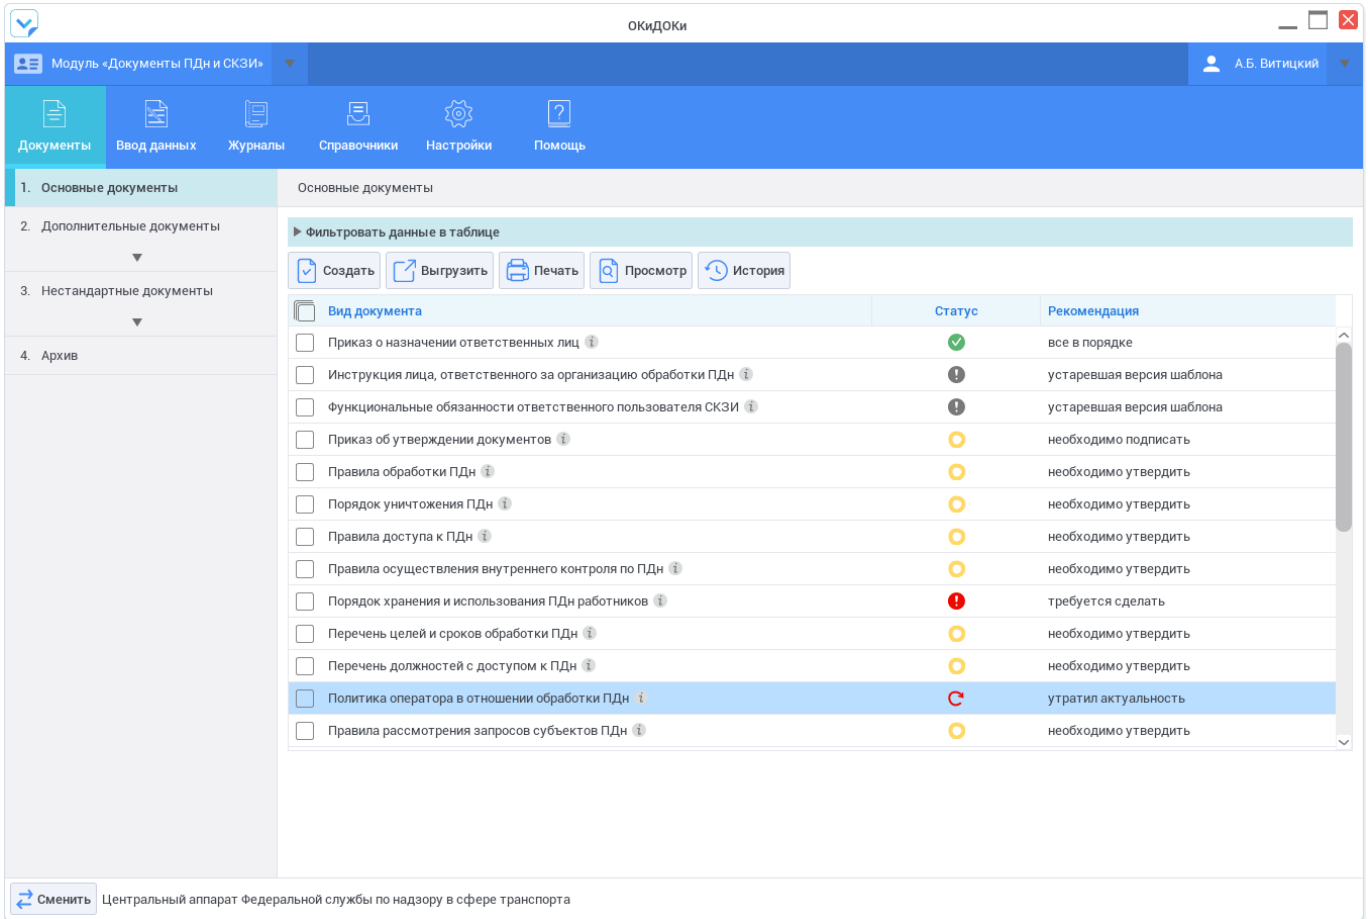 ОКиДОКи
Модуль «Документы ПДн и СКЗИ»
А.Б. Витицкий
Документы Ввод данных Журналы Справочники Настройки Помощь
1. Основные документы
2. Дополнительные документы
3. Нестандартные документы
4. Архив
Основные документы
Фильтровать данные в таблице
Создать Выгрузить Печать Просмотр История
Вид документа Статус Рекомендация
Приказ о назначении ответственных лиц i все в порядке
Инструкция лица, ответственного за организацию обработки ПДн i устаревшая версия шаблона
Функциональные обязанности ответственного пользователя СКЗИ i устаревшая версия шаблона
Приказ об утверждении документов i необходимо подписать
Правила обработки ПДн i необходимо утвердить
Порядок уничтожения ПДн i необходимо утвердить
Правила доступа к ПДн i необходимо утвердить
Правила осуществления внутреннего контроля по ПДн i необходимо утвердить
Порядок хранения и использования ПДн работников i требуется сделать
Перечень целей и сроков обработки ПДн i необходимо утвердить
Перечень должностей с доступом к ПДн i необходимо утвердить
Политика оператора в отношении обработки ПДн i утратил актуальность
Правила рассмотрения запросов субъектов ПДн i необходимо утвердить
Сменить Центральный аппарат Федеральной службы по надзору в сфере транспорта